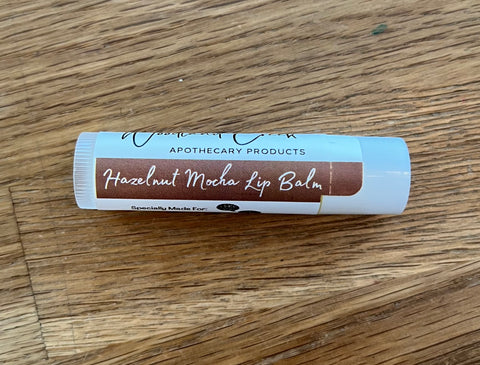 APOTHECARY PRODUCTS
Hazelnut Mocha Lip Balm
Specially Made For: